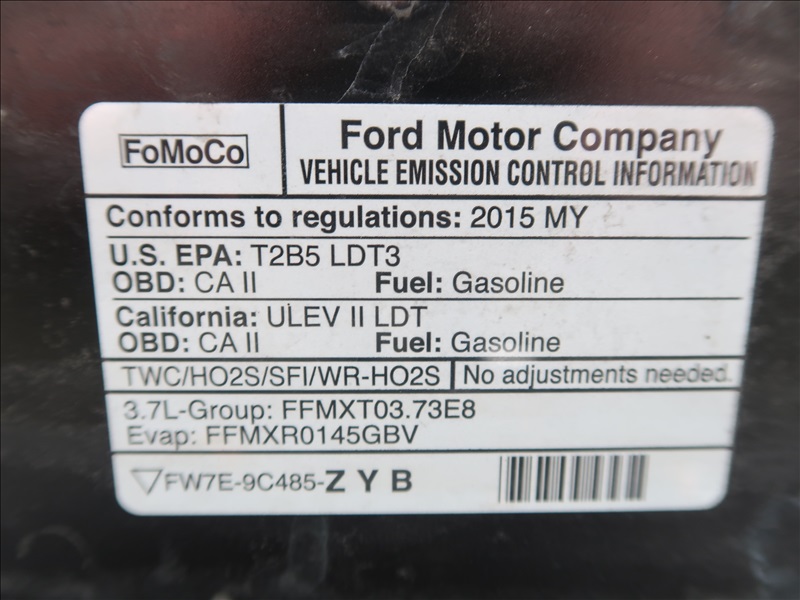 FoMoCo
Ford Motor Company
VEHICLE EMISSION CONTROL INFORMATION
Conforms to regulations: 2015 MY
U.S. EPA: T2B5 LDT3
OBD: CA II Fuel: Gasoline
California: ULEV II LDT
OBD: CA II Fuel: Gasoline
TWC/HO2S/SFI/WR-HO2S No adjustments needed.
3.7L-Group: FFMXT03.73E8
Evap: FFMXR0145GBV
FW7E-9C485-Z Y B